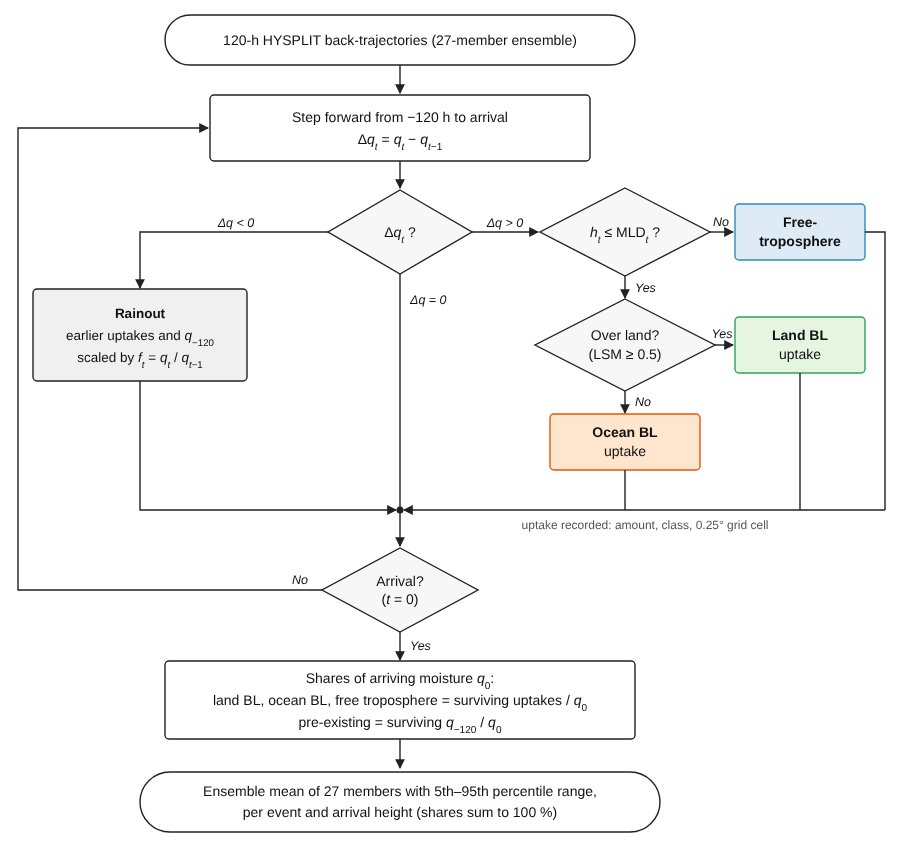 120-h HYSPLIT back-trajectories (27-member ensemble)
Step forward from −120 h to arrival
Δqₜ = qₜ − qₜ₋₁
Δq < 0
Δqₜ ?
Δq > 0
hₜ ≤ MLDₜ ?
No
Free-
troposphere
Yes
Δq = 0
Rainout
earlier uptakes and q₋₁₂₀
scaled by fₜ = qₜ / qₜ₋₁
Over land?
(LSM ≥ 0.5)
Yes
Land BL
uptake
No
Ocean BL
uptake
uptake recorded: amount, class, 0.25° grid cell
No
Arrival?
(t = 0)
Yes
Shares of arriving moisture q₀:
land BL, ocean BL, free troposphere = surviving uptakes / q₀
pre-existing = surviving q₋₁₂₀ / q₀
Ensemble mean of 27 members with 5th–95th percentile range,
per event and arrival height (shares sum to 100 %)